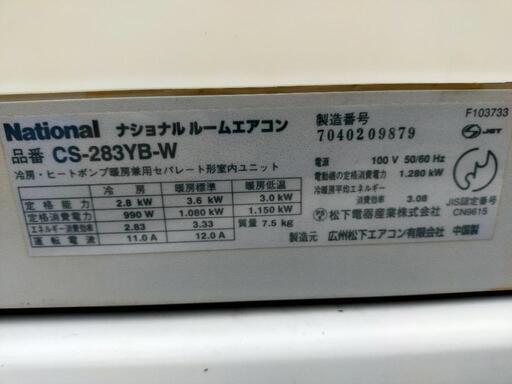 National ナショナル ルームエアコン
品番 CS-283YB-W
冷房・ヒートポンプ暖房兼用セパレート形室内ユニット
冷房 暖房標準 暖房低温
定格能力 2.8 kW 3.6 kW 3.0 kW
定格消費電力 990 W 1.080 kW 1.150 kW
エネルギー消費効率 2.83 3.33
運転電流 11.0 A 12.0 A
質量 7.5 kg
製造番号
7040209879
F103733
JET
電源 100 V 50/60 Hz
電動機の定格消費電力 1.280 kW
冷暖房平均エネルギー
消費効率 3.08
JIS認定番号
CN9615
松下電器産業株式会社
製造元 広州松下エアコン有限会社 中国製